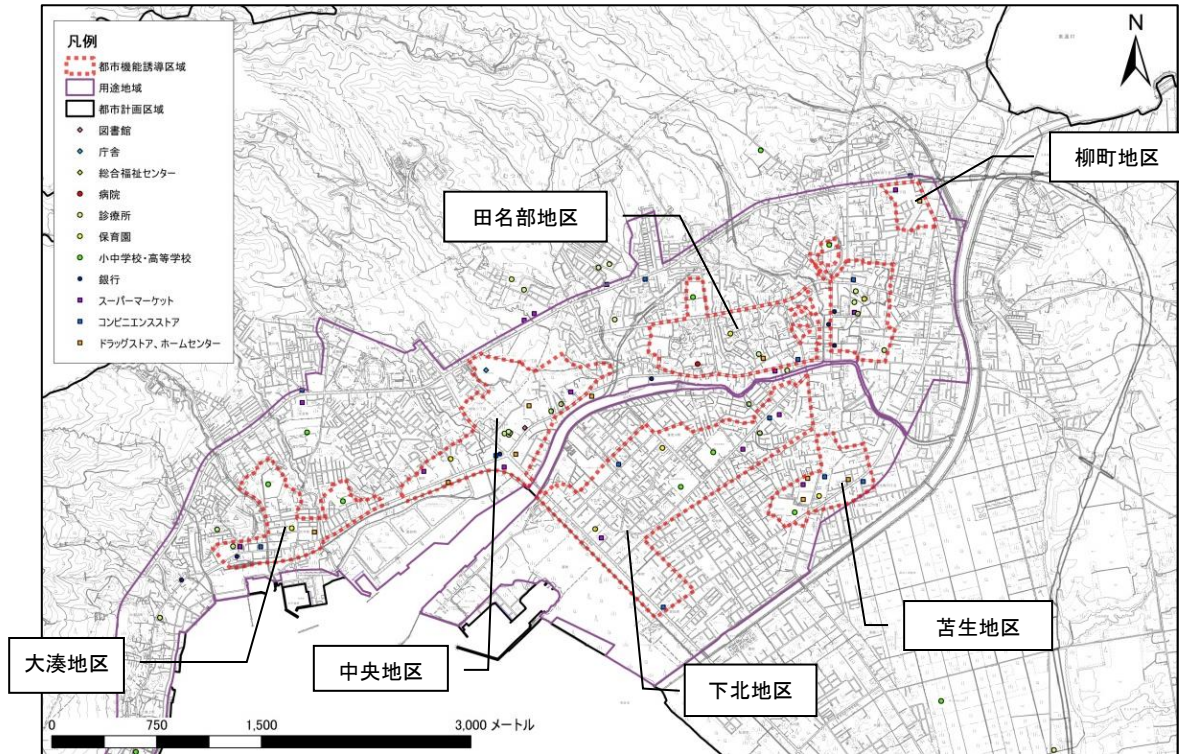 凡例
都市機能誘導区域
用途地域
都市計画区域
図書館
庁舎
総合福祉センター
病院
診療所
保育園
小中学校・高等学校
銀行
スーパーマーケット
コンビニエンスストア
ドラッグストア、ホームセンター
N
柳町地区
田名部地区
大湊地区
中央地区
下北地区
苫生地区
0 750 1,500 3,000 メートル